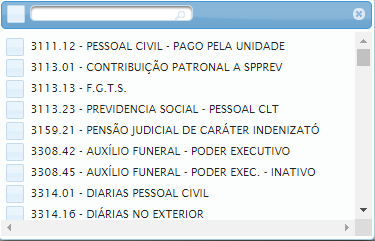 3111.12 - PESSOAL CIVIL - PAGO PELA UNIDADE
3113.01 - CONTRIBUIÇÃO PATRONAL A SPPREV
3113.13 - F.G.T.S.
3113.23 - PREVIDENCIA SOCIAL - PESSOAL CLT
3159.21 - PENSÃO JUDICIAL DE CARÁTER INDENIZATÓ
3308.42 - AUXÍLIO FUNERAL - PODER EXECUTIVO
3308.45 - AUXÍLIO FUNERAL - PODER EXEC. - INATIVO
3314.01 - DIARIAS PESSOAL CIVIL
3314.16 - DIÁRIAS NO EXTERIOR